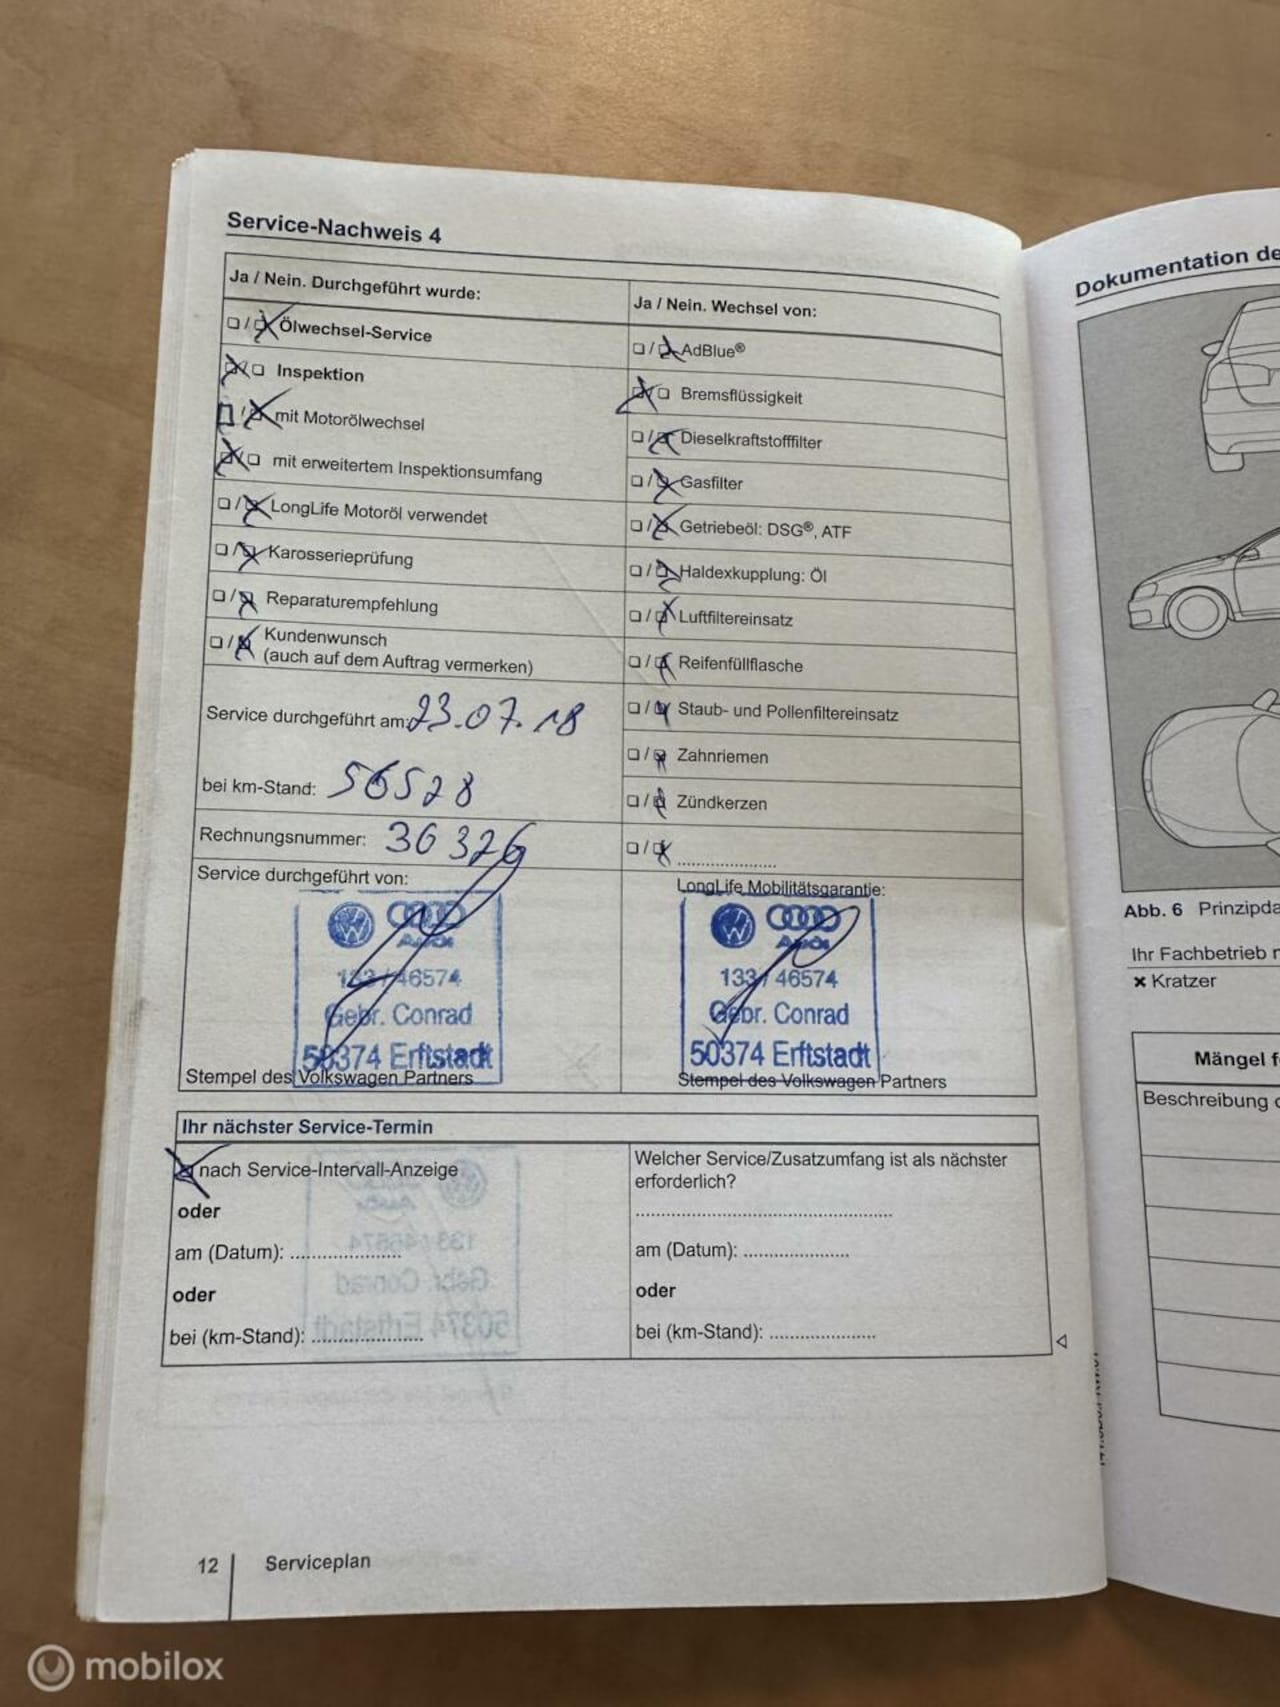 Service-Nachweis 4
Ja / Nein. Durchgeführt wurde:
Ölwechsel-Service
Inspektion
mit Motorölwechsel
mit erweitertem Inspektionsumfang
LongLife Motoröl verwendet
Karosserieprüfung
Reparaturempfehlung
Kundenwunsch
(auch auf dem Auftrag vermerken)
Service durchgeführt am: 23.07.18
bei km-Stand: 56528
Rechnungsnummer: 36326
Service durchgeführt von:
Audi
133 / 46574
Gebr. Conrad
50374 Erftstadt
Stempel des Volkswagen Partners
Ja / Nein. Wechsel von:
AdBlue®
Bremsflüssigkeit
Dieselkraftstofffilter
Gasfilter
Getriebeöl: DSG®, ATF
Haldexkupplung: Öl
Luftfiltereinsatz
Reifenfüllflasche
Staub- und Pollenfiltereinsatz
Zahnriemen
Zündkerzen
LongLife Mobilitätsgarantie:
Audi
133 / 46574
Gebr. Conrad
50374 Erftstadt
Stempel des Volkswagen Partners
Ihr nächster Service-Termin
nach Service-Intervall-Anzeige
oder
am (Datum): ......................
oder
bei (km-Stand): ......................
Welcher Service/Zusatzumfang ist als nächster
erforderlich?
am (Datum): .....................
oder
bei (km-Stand): .....................
12 Serviceplan
Dokumentation
Abb. 6
Ihr Fachbetrieb
× Kratzer
Mängel
Beschreibung
mobilox